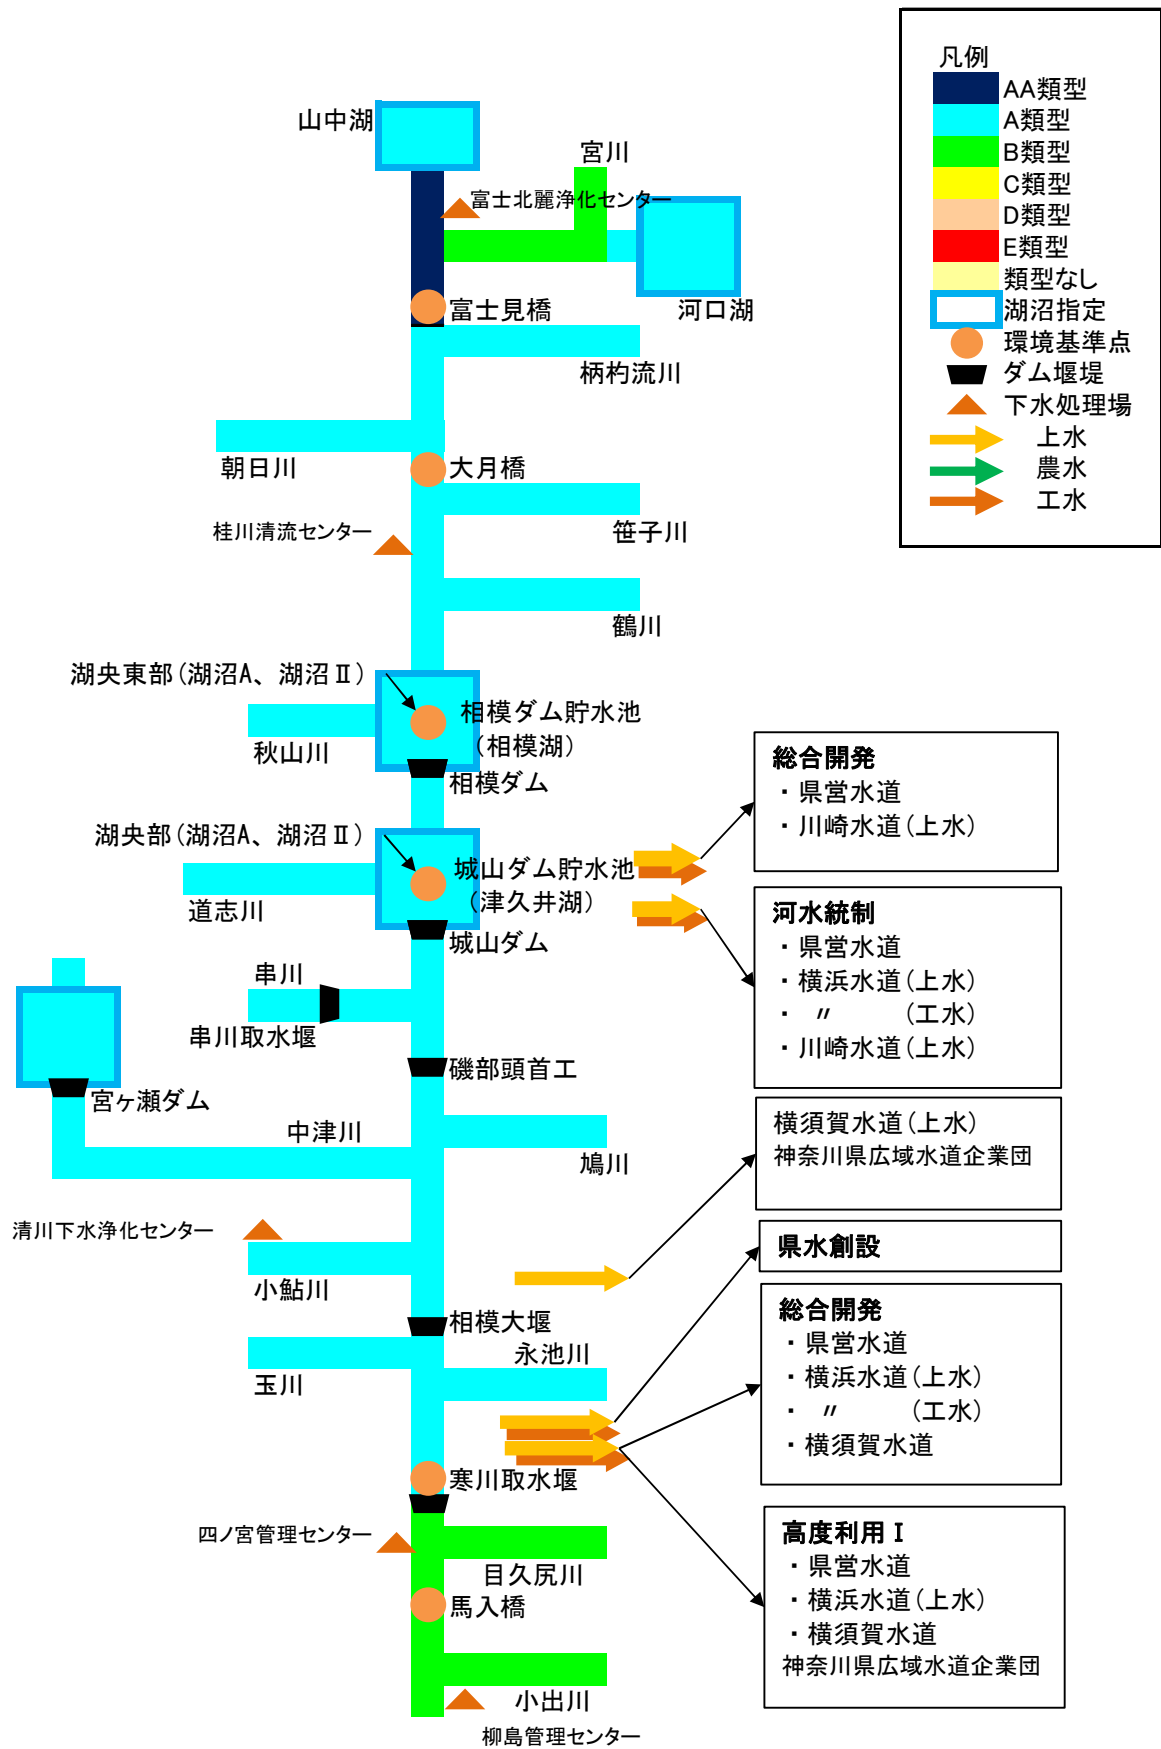 凡例
AA類型
A類型
B類型
C類型
D類型
E類型
類型なし
湖沼指定
環境基準点
ダム堰堤
下水処理場
上水
農水
工水
山中湖
宮川
富士北麗浄化センター
富士見橋
河口湖
柄杓流川
朝日川
大月橋
笹子川
桂川清流センター
鶴川
湖央東部(湖沼A、湖沼Ⅱ)
相模ダム貯水池
(相模湖)
秋山川
相模ダム
湖央部(湖沼A、湖沼Ⅱ)
城山ダム貯水池
(津久井湖)
道志川
城山ダム
串川
串川取水堰
磯部頭首工
宮ヶ瀬ダム
中津川
鳩川
清川下水浄化センター
小鮎川
相模大堰
永池川
玉川
寒川取水堰
四ノ宮管理センター
目久尻川
馬入橋
小出川
柳島管理センター
総合開発
・県営水道
・川崎水道(上水)
河水統制
・県営水道
・横浜水道(上水)
・ 〃 (工水)
・川崎水道(上水)
横須賀水道(上水)
神奈川県広域水道企業団
県水創設
総合開発
・県営水道
・横浜水道(上水)
・ 〃 (工水)
・横須賀水道
高度利用Ⅰ
・県営水道
・横浜水道(上水)
・横須賀水道
神奈川県広域水道企業団